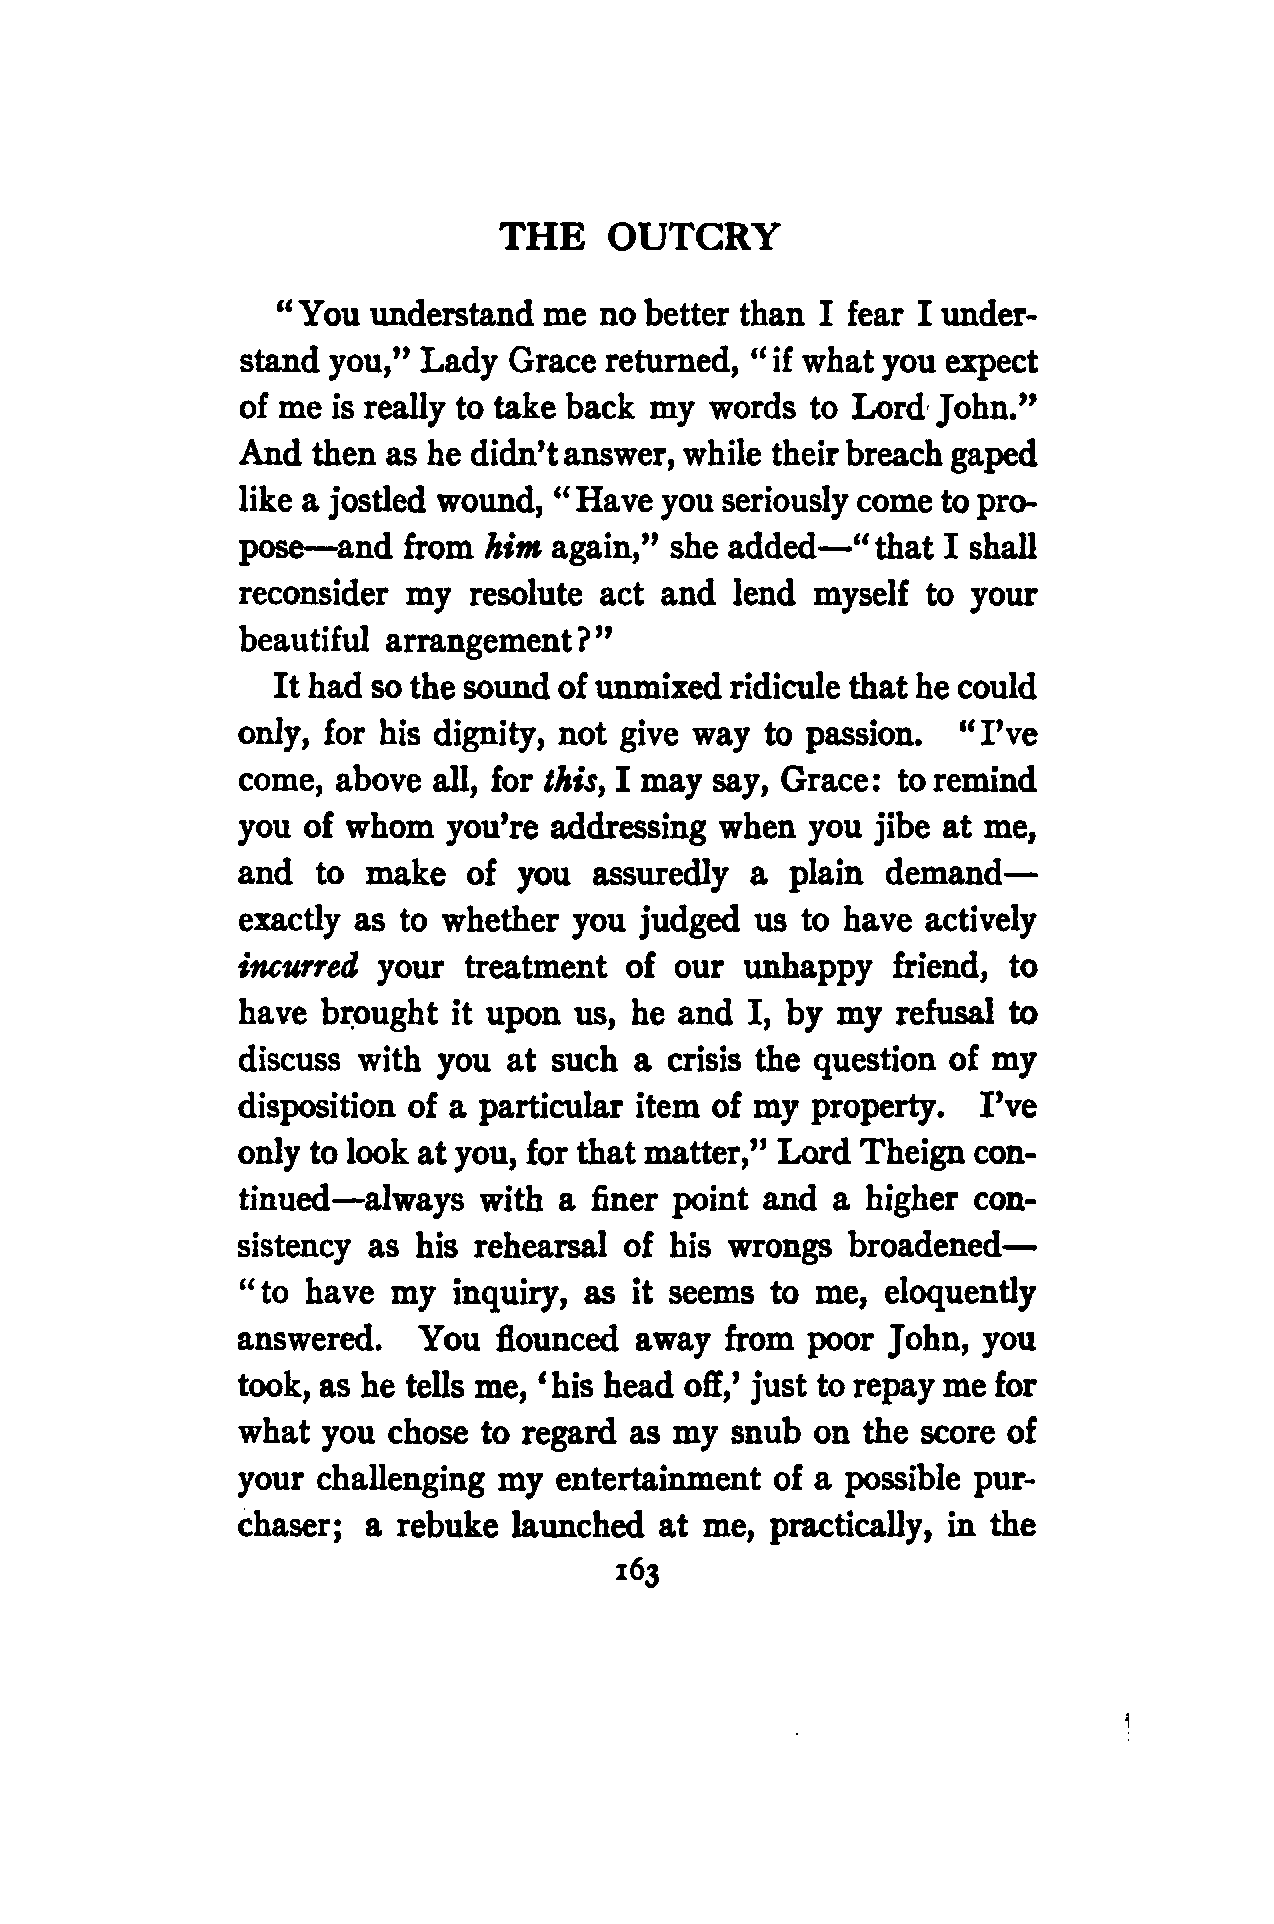 THE OUTCRY
"You understand me no better than I fear I under-
stand you," Lady Grace returned, "if what you expect
of me is really to take back my words to Lord John."
And then as he didn't answer, while their breach gaped
like a jostled wound, "Have you seriously come to pro-
pose—and from him again," she added—"that I shall
reconsider my resolute act and lend myself to your
beautiful arrangement?"
It had so the sound of unmixed ridicule that he could
only, for his dignity, not give way to passion. "I've
come, above all, for this, I may say, Grace: to remind
you of whom you're addressing when you jibe at me,
and to make of you assuredly a plain demand—
exactly as to whether you judged us to have actively
incurred your treatment of our unhappy friend, to
have brought it upon us, he and I, by my refusal to
discuss with you at such a crisis the question of my
disposition of a particular item of my property. I've
only to look at you, for that matter," Lord Theign con-
tinued—always with a finer point and a higher con-
sistency as his rehearsal of his wrongs broadened—
"to have my inquiry, as it seems to me, eloquently
answered. You flounced away from poor John, you
took, as he tells me, 'his head off,' just to repay me for
what you chose to regard as my snub on the score of
your challenging my entertainment of a possible pur-
chaser; a rebuke launched at me, practically, in the
163